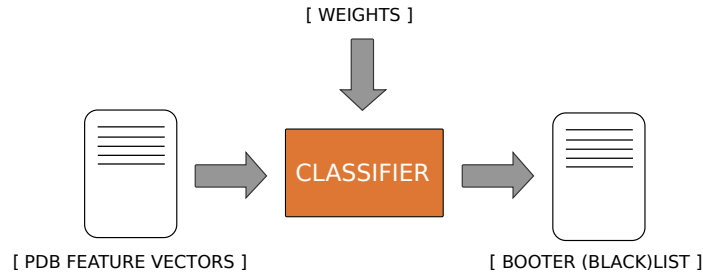 [ WEIGHTS ]
CLASSIFIER
[ PDB FEATURE VECTORS ]
[ BOOTER (BLACK)LIST ]